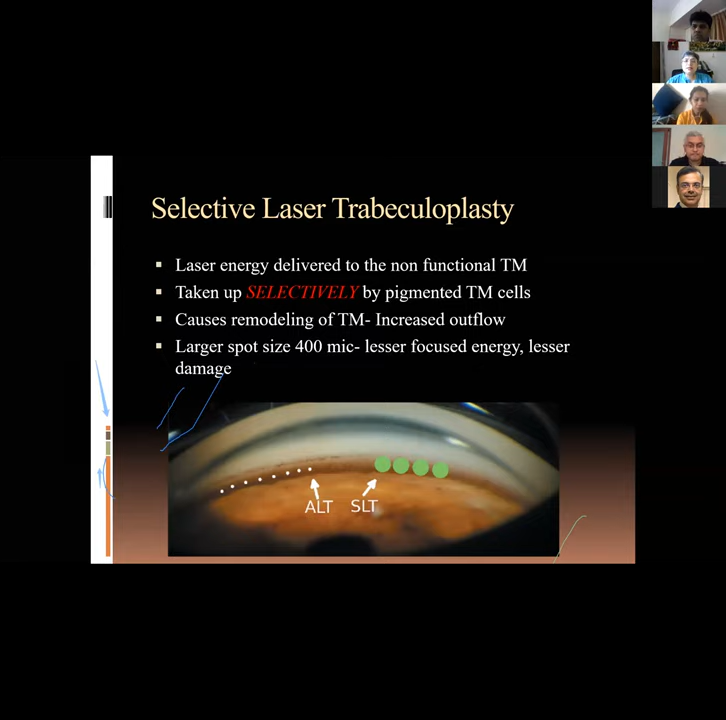 Selective Laser Trabeculoplasty
Laser energy delivered to the non functional TM
Taken up SELECTIVELY by pigmented TM cells
Causes remodeling of TM- Increased outflow
Larger spot size 400 mic- lesser focused energy, lesser
damage
ALT SLT